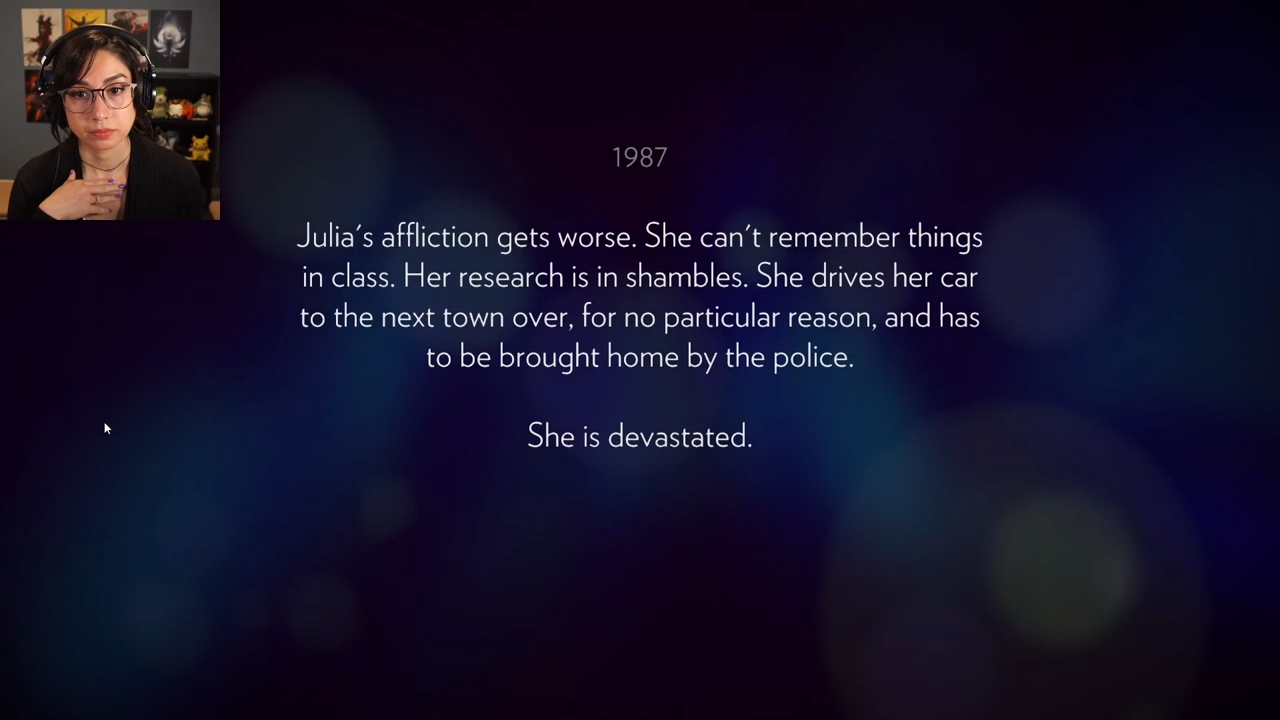 1987
Julia's affliction gets worse. She can't remember things
in class. Her research is in shambles. She drives her car
to the next town over, for no particular reason, and has
to be brought home by the police.
She is devastated.